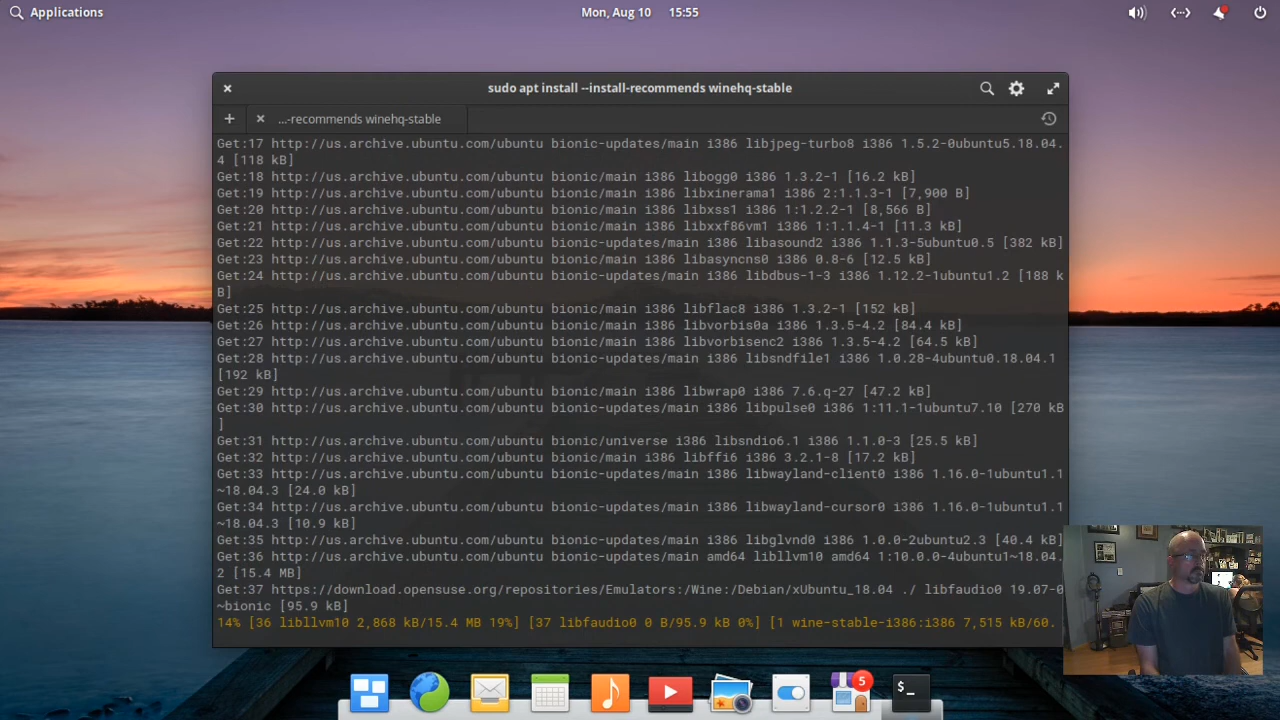 Applications
Mon, Aug 10 15:55
sudo apt install --install-recommends winehq-stable
...-recommends winehq-stable
Get:17 http://us.archive.ubuntu.com/ubuntu bionic-updates/main i386 libjpeg-turbo8 i386 1.5.2-0ubuntu5.18.04.
4 [118 kB]
Get:18 http://us.archive.ubuntu.com/ubuntu bionic/main i386 libogg0 i386 1.3.2-1 [16.2 kB]
Get:19 http://us.archive.ubuntu.com/ubuntu bionic/main i386 libxinerama1 i386 2:1.1.3-1 [7,900 B]
Get:20 http://us.archive.ubuntu.com/ubuntu bionic/main i386 libxss1 i386 1:1.2.2-1 [8,566 B]
Get:21 http://us.archive.ubuntu.com/ubuntu bionic/main i386 libxxf86vm1 i386 1:1.1.4-1 [11.3 kB]
Get:22 http://us.archive.ubuntu.com/ubuntu bionic-updates/main i386 libasound2 i386 1.1.3-5ubuntu0.5 [382 kB]
Get:23 http://us.archive.ubuntu.com/ubuntu bionic/main i386 libasyncns0 i386 0.8-6 [12.5 kB]
Get:24 http://us.archive.ubuntu.com/ubuntu bionic-updates/main i386 libdbus-1-3 i386 1.12.2-1ubuntu1.2 [188 k
B]
Get:25 http://us.archive.ubuntu.com/ubuntu bionic/main i386 libflac8 i386 1.3.2-1 [152 kB]
Get:26 http://us.archive.ubuntu.com/ubuntu bionic/main i386 libvorbis0a i386 1.3.5-4.2 [84.4 kB]
Get:27 http://us.archive.ubuntu.com/ubuntu bionic/main i386 libvorbisenc2 i386 1.3.5-4.2 [64.5 kB]
Get:28 http://us.archive.ubuntu.com/ubuntu bionic-updates/main i386 libsndfile1 i386 1.0.28-4ubuntu0.18.04.1
[192 kB]
Get:29 http://us.archive.ubuntu.com/ubuntu bionic/main i386 libwrap0 i386 7.6.q-27 [47.2 kB]
Get:30 http://us.archive.ubuntu.com/ubuntu bionic-updates/main i386 libpulse0 i386 1:11.1-1ubuntu7.10 [270 kB
]
Get:31 http://us.archive.ubuntu.com/ubuntu bionic/universe i386 libsndio6.1 i386 1.1.0-3 [25.5 kB]
Get:32 http://us.archive.ubuntu.com/ubuntu bionic/main i386 libffi6 i386 3.2.1-8 [17.2 kB]
Get:33 http://us.archive.ubuntu.com/ubuntu bionic-updates/main i386 libwayland-client0 i386 1.16.0-1ubuntu1.1
~18.04.3 [24.0 kB]
Get:34 http://us.archive.ubuntu.com/ubuntu bionic-updates/main i386 libwayland-cursor0 i386 1.16.0-1ubuntu1.1
~18.04.3 [10.9 kB]
Get:35 http://us.archive.ubuntu.com/ubuntu bionic-updates/main i386 libglvnd0 i386 1.0.0-2ubuntu2.3 [40.4 kB]
Get:36 http://us.archive.ubuntu.com/ubuntu bionic-updates/main amd64 libllvm10 amd64 1:10.0.0-4ubuntu1~18.04.
2 [15.4 MB]
Get:37 https://download.opensuse.org/repositories/Emulators:/Wine:/Debian/xUbuntu_18.04 ./ libfaudio0 19.07-0
~bionic [95.9 kB]
14% [36 libllvm10 2,868 kB/15.4 MB 19%] [37 libfaudio0 0 B/95.9 kB 0%] [1 wine-stable-i386:i386 7,515 kB/60.
5